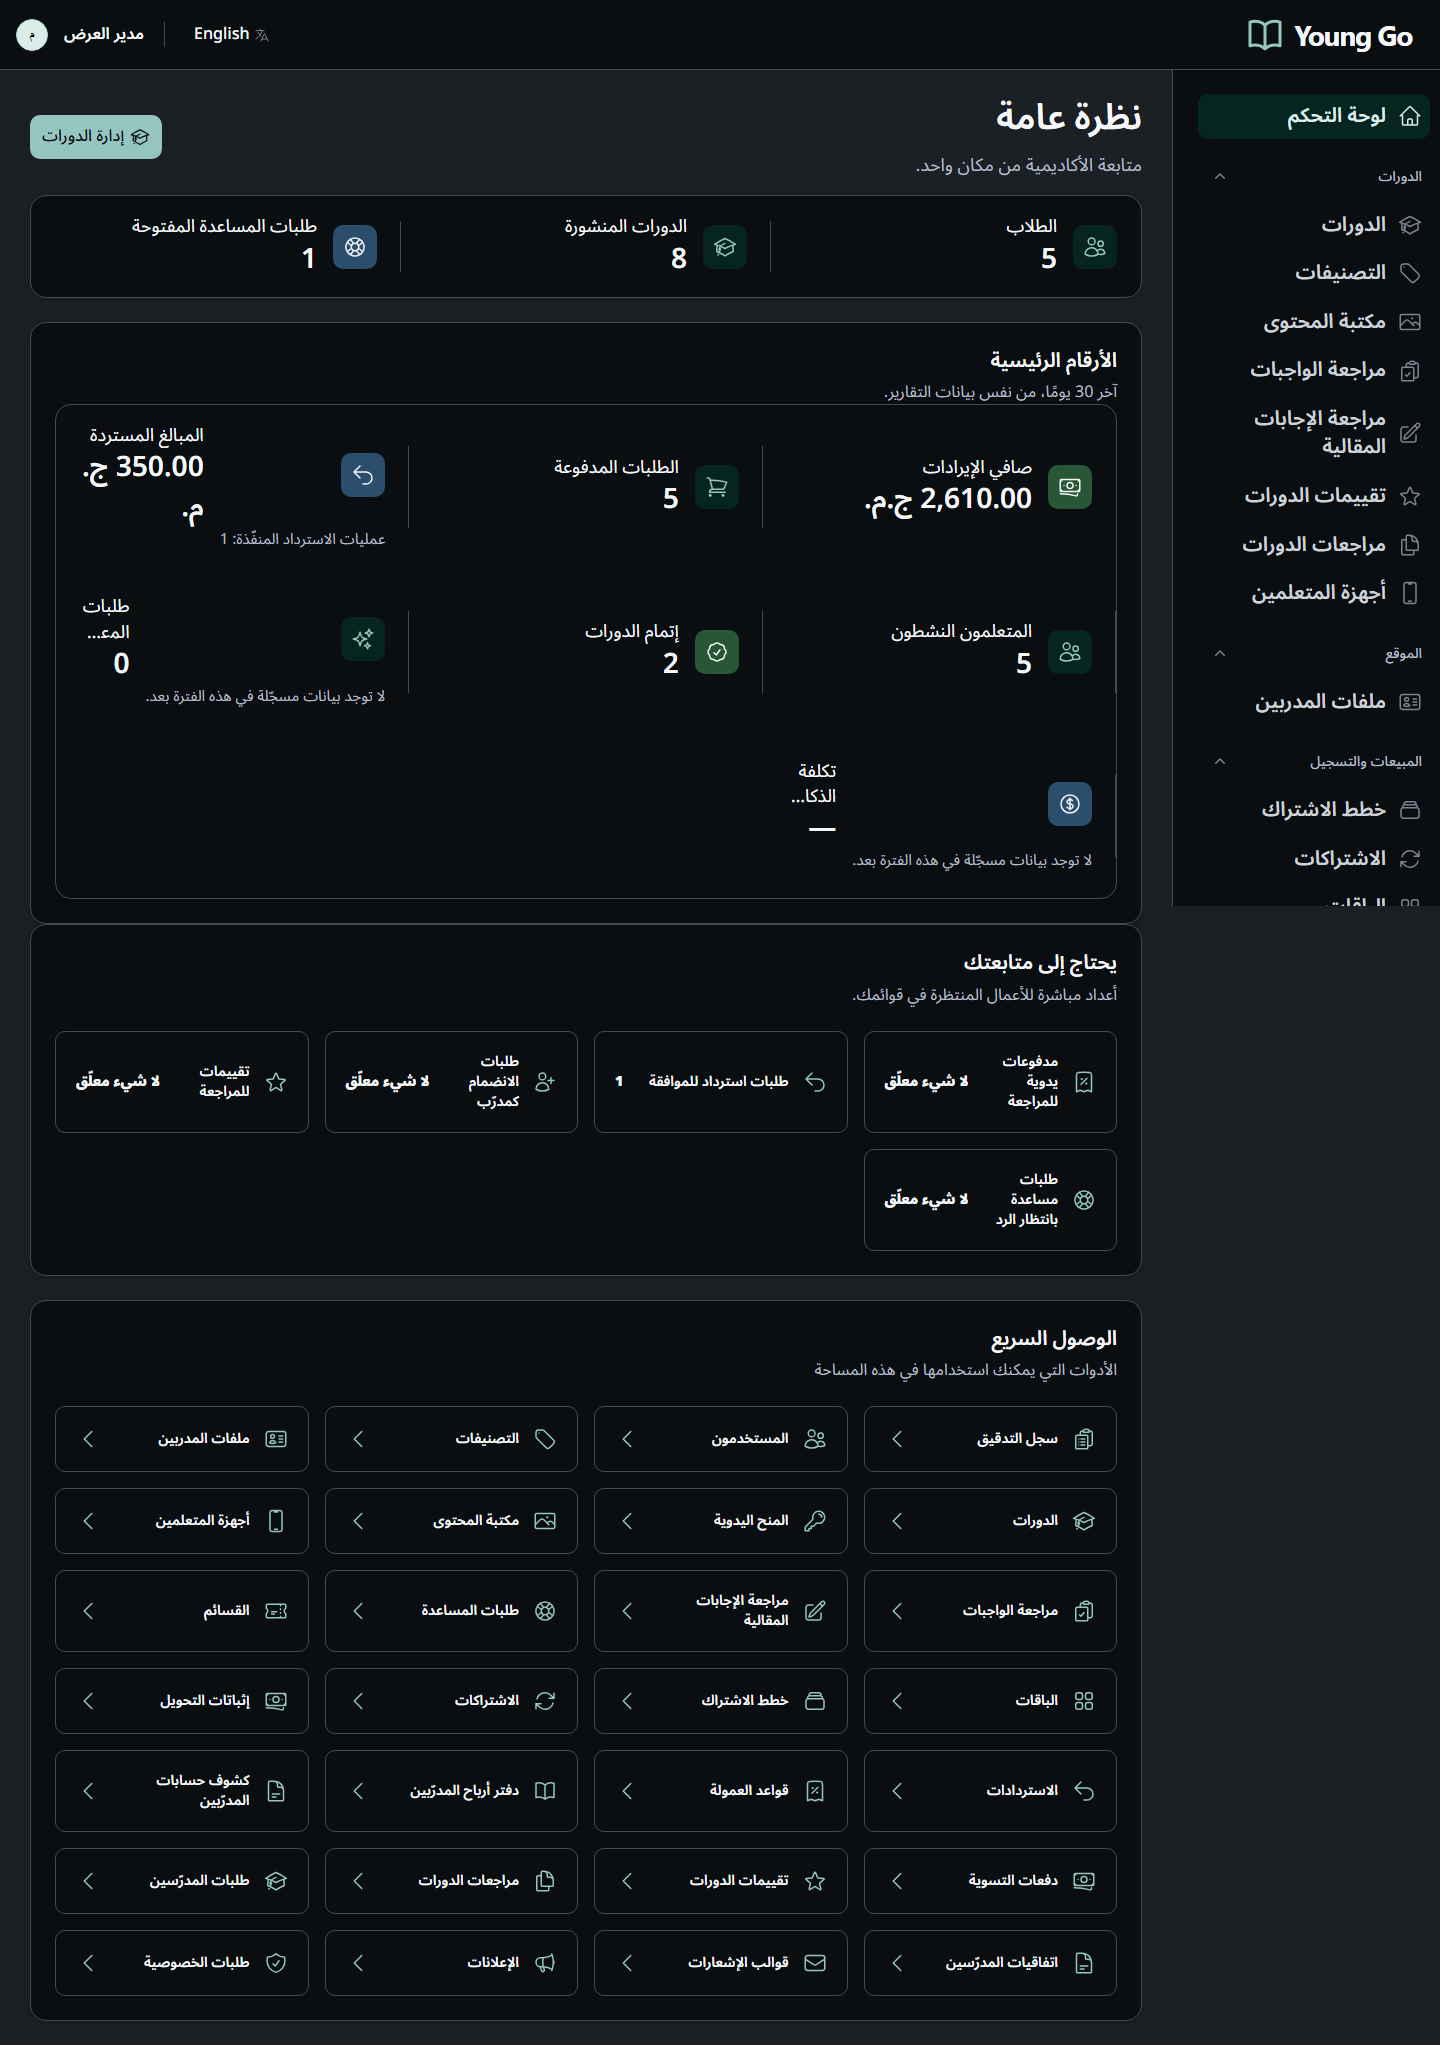 Young Go
English
مدير العرض
م
لوحة التحكم
الدورات
الدورات
التصنيفات
مكتبة المحتوى
مراجعة الواجبات
مراجعة الإجابات
المقالية
تقييمات الدورات
مراجعات الدورات
أجهزة المتعلمين
الموقع
ملفات المدربين
المبيعات والتسجيل
خطط الاشتراك
الاشتراكات
نظرة عامة
متابعة الأكاديمية من مكان واحد.
إدارة الدورات
الطلاب
5
الدورات المنشورة
8
طلبات المساعدة المفتوحة
1
الأرقام الرئيسية
آخر 30 يومًا، من نفس بيانات التقارير.
صافي الإيرادات
2,610.00 ج.م.
الطلبات المدفوعة
5
المبالغ المستردة
350.00 ج.
م.
عمليات الاسترداد المنفّذة: 1
المتعلمون النشطون
5
إتمام الدورات
2
طلبات
المعـ...
0
لا توجد بيانات مسجّلة في هذه الفترة بعد.
تكلفة
الذكا...
—
لا توجد بيانات مسجّلة في هذه الفترة بعد.
يحتاج إلى متابعتك
أعداد مباشرة للأعمال المنتظرة في قوائمك.
مدفوعات
يدوية
للمراجعة
لا شيء معلّق
طلبات استرداد للموافقة
1
طلبات
الانضمام
كمدرّب
لا شيء معلّق
تقييمات
للمراجعة
لا شيء معلّق
طلبات
مساعدة
بانتظار الرد
لا شيء معلّق
الوصول السريع
الأدوات التي يمكنك استخدامها في هذه المساحة
سجل التدقيق
المستخدمون
التصنيفات
ملفات المدربين
الدورات
المنح اليدوية
مكتبة المحتوى
أجهزة المتعلمين
مراجعة الواجبات
مراجعة الإجابات
المقالية
طلبات المساعدة
القسائم
الباقات
خطط الاشتراك
الاشتراكات
إثباتات التحويل
الاستردادات
قواعد العمولة
دفتر أرباح المدرّبين
كشوف حسابات
المدرّبين
دفعات التسوية
تقييمات الدورات
مراجعات الدورات
طلبات المدرّسين
اتفاقيات المدرّسين
قوالب الإشعارات
الإعلانات
طلبات الخصوصية